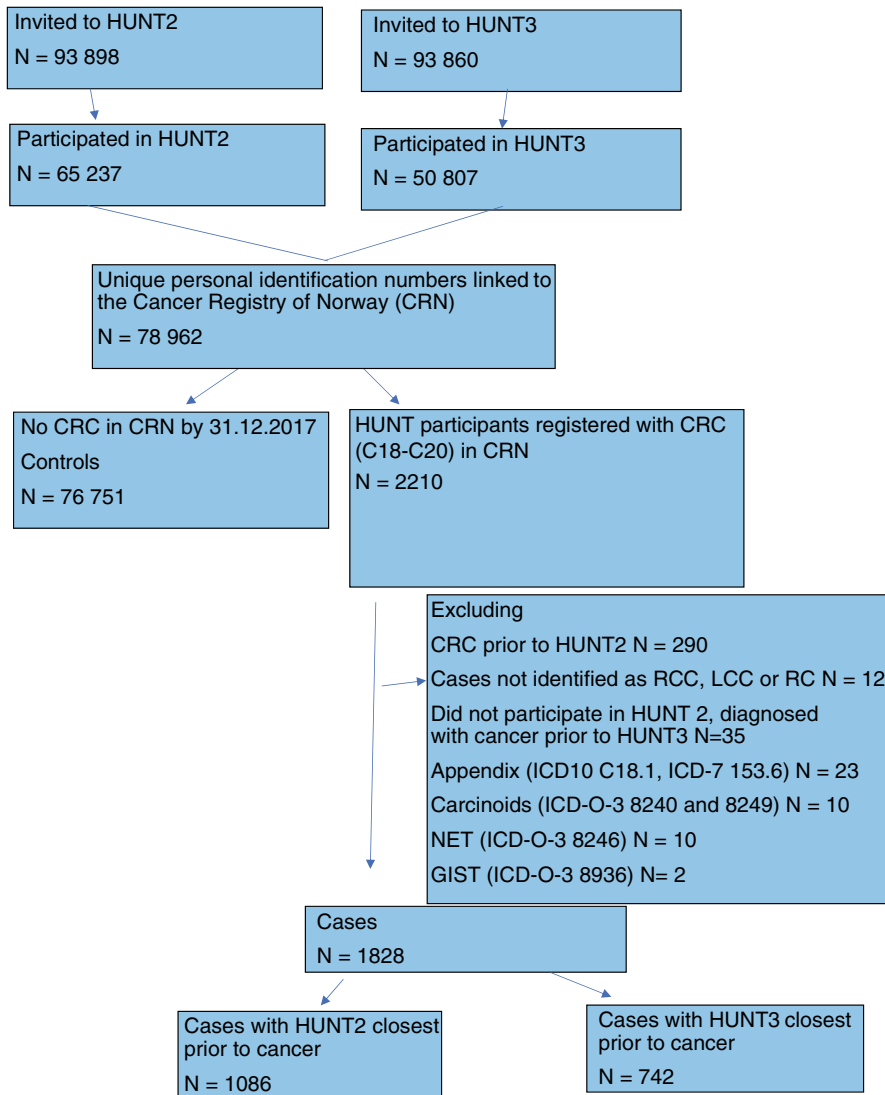 Invited to HUNT2
N = 93 898
Invited to HUNT3
N = 93 860
Participated in HUNT2
N = 65 237
Participated in HUNT3
N = 50 807
Unique personal identification numbers linked to
the Cancer Registry of Norway (CRN)
N = 78 962
No CRC in CRN by 31.12.2017
Controls
N = 76 751
HUNT participants registered with CRC
(C18-C20) in CRN
N = 2210
Excluding
CRC prior to HUNT2 N = 290
Cases not identified as RCC, LCC or RC N = 12
Did not participate in HUNT 2, diagnosed
with cancer prior to HUNT3 N=35
Appendix (ICD10 C18.1, ICD-7 153.6) N = 23
Carcinoids (ICD-O-3 8240 and 8249) N = 10
NET (ICD-O-3 8246) N = 10
GIST (ICD-O-3 8936) N= 2
Cases
N = 1828
Cases with HUNT2 closest
prior to cancer
N = 1086
Cases with HUNT3 closest
prior to cancer
N = 742